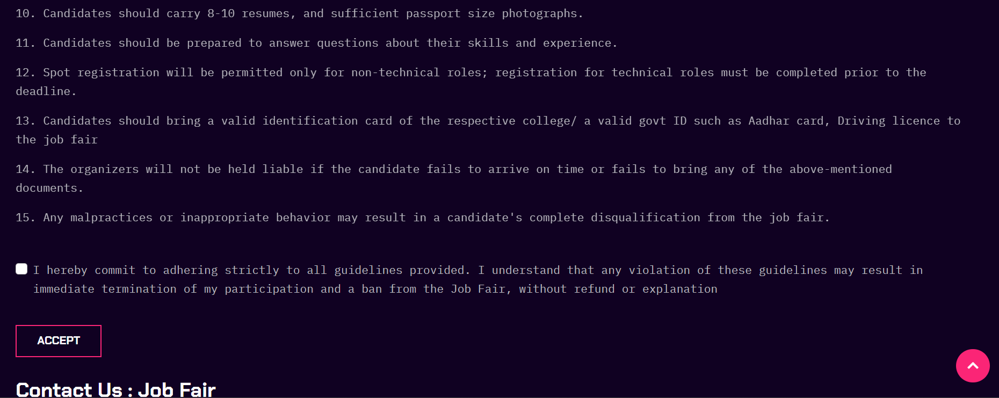 10. Candidates should carry 8-10 resumes, and sufficient passport size photographs.
11. Candidates should be prepared to answer questions about their skills and experience.
12. Spot registration will be permitted only for non-technical roles; registration for technical roles must be completed prior to the
deadline.
13. Candidates should bring a valid identification card of the respective college/ a valid govt ID such as Aadhar card, Driving licence to
the job fair
14. The organizers will not be held liable if the candidate fails to arrive on time or fails to bring any of the above-mentioned
documents.
15. Any malpractices or inappropriate behavior may result in a candidate's complete disqualification from the job fair.
I hereby commit to adhering strictly to all guidelines provided. I understand that any violation of these guidelines may result in
immediate termination of my participation and a ban from the Job Fair, without refund or explanation
ACCEPT
Contact Us : Job Fair